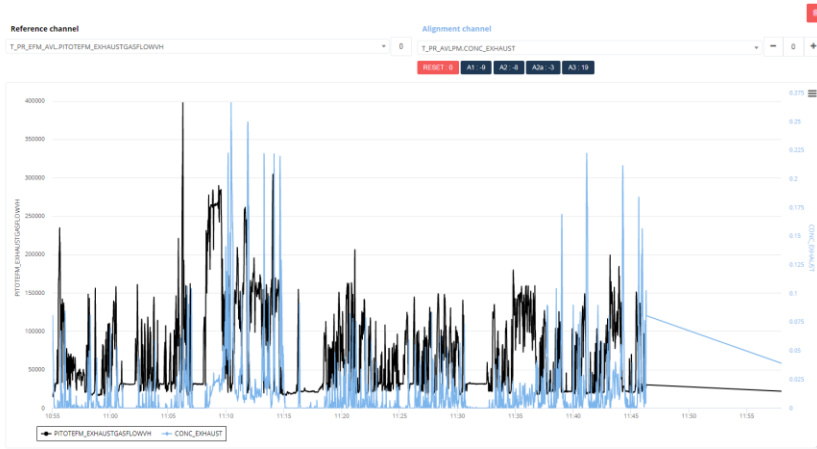 Reference channel
Alignment channel
T_PR_EFM_AVL.PITOTEFM_EXHAUSTGASFLOWVH
0
T_PR_AVLPM.CONC_EXHAUST
− 0 +
RESET : 0 A1 : -9 A2 : -8 A2a : -3 A3 : 19
400000
350000
300000
250000
200000
150000
100000
50000
0
PITOTEFM_EXHAUSTGASFLOWVH
0.275
0.25
0.225
0.2
0.175
0.15
0.125
0.1
0.075
0.05
0.025
0
CONC_EXHAUST
10:55 11:00 11:05 11:10 11:15 11:20 11:25 11:30 11:35 11:40 11:45 11:50 11:55
PITOTEFM_EXHAUSTGASFLOWVH CONC_EXHAUST